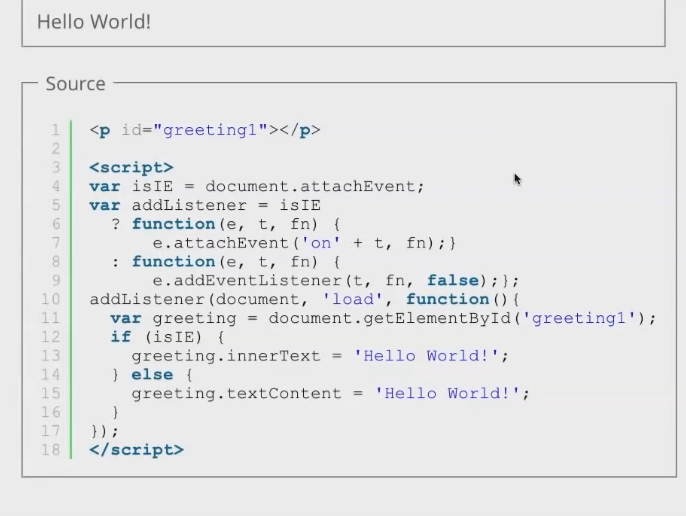 Hello World!
Source
1 <p id="greeting1"></p>
2
3 <script>
4 var isIE = document.attachEvent;
5 var addListener = isIE
6   ? function(e, t, fn) {
7       e.attachEvent('on' + t, fn);}
8   : function(e, t, fn) {
9       e.addEventListener(t, fn, false);};
10 addListener(document, 'load', function(){
11   var greeting = document.getElementById('greeting1');
12   if (isIE) {
13     greeting.innerText = 'Hello World!';
14   } else {
15     greeting.textContent = 'Hello World!';
16   }
17 });
18 </script>